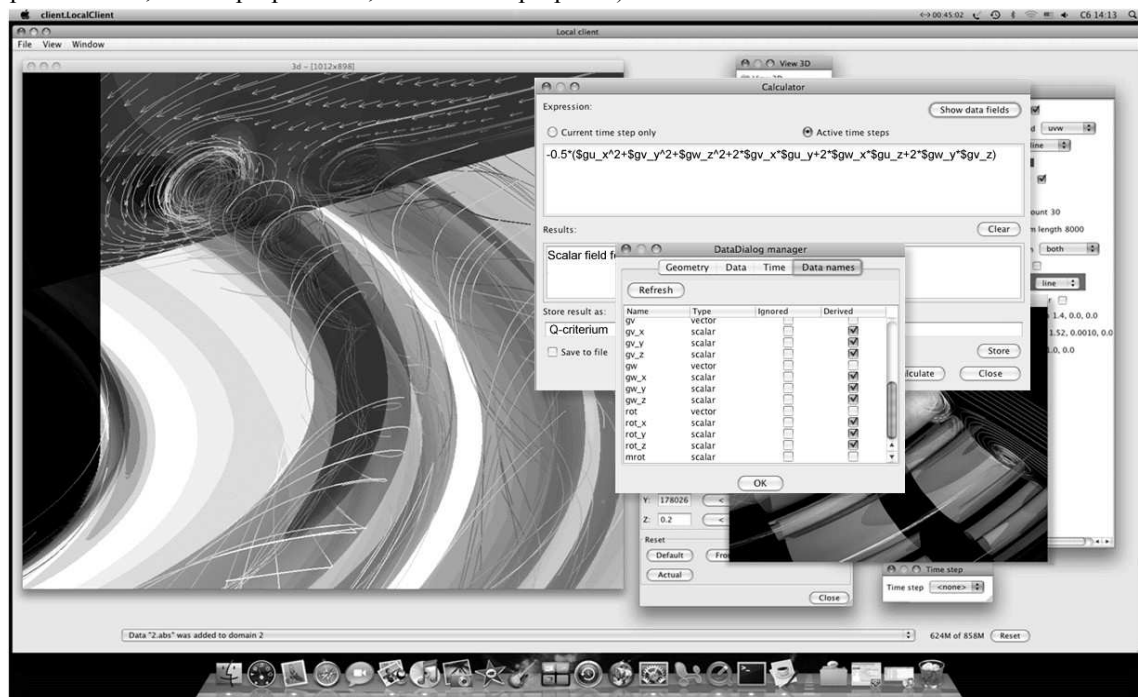 client.LocalClient
00:45:02
C6 14:13
Local client
File View Window
3d - [1012x898]
View 3D
Calculator
Expression:
Show data fields
Current time step only
Active time steps
-0.5*($gu_x^2+$gv_y^2+$gw_z^2+2*$gv_x*$gu_y+2*$gw_x*$gu_z+2*$gw_y*$gv_z)
uvw
line
ount 30
n length 8000
both
line
1.4, 0.0, 0.0
1.52, 0.0010, 0.0
1.0, 0.0
Results:
Clear
Scalar field f
Store result as:
Q-criterium
Save to file
Store
lculate
Close
DataDialog manager
Geometry Data Time Data names
Refresh
Name Type Ignored Derived
gv vector
gv_x scalar
gv_y scalar
gv_z scalar
gw vector
gw_x scalar
gw_y scalar
gw_z scalar
rot vector
rot_x scalar
rot_y scalar
rot_z scalar
mrot scalar
OK
Y: 178026 <
Z: 0.2 <
Reset
Default
Fro
Actual
Close
Time step
Time step <none>
Data "2.abs" was added to domain 2
624M of 858M Reset